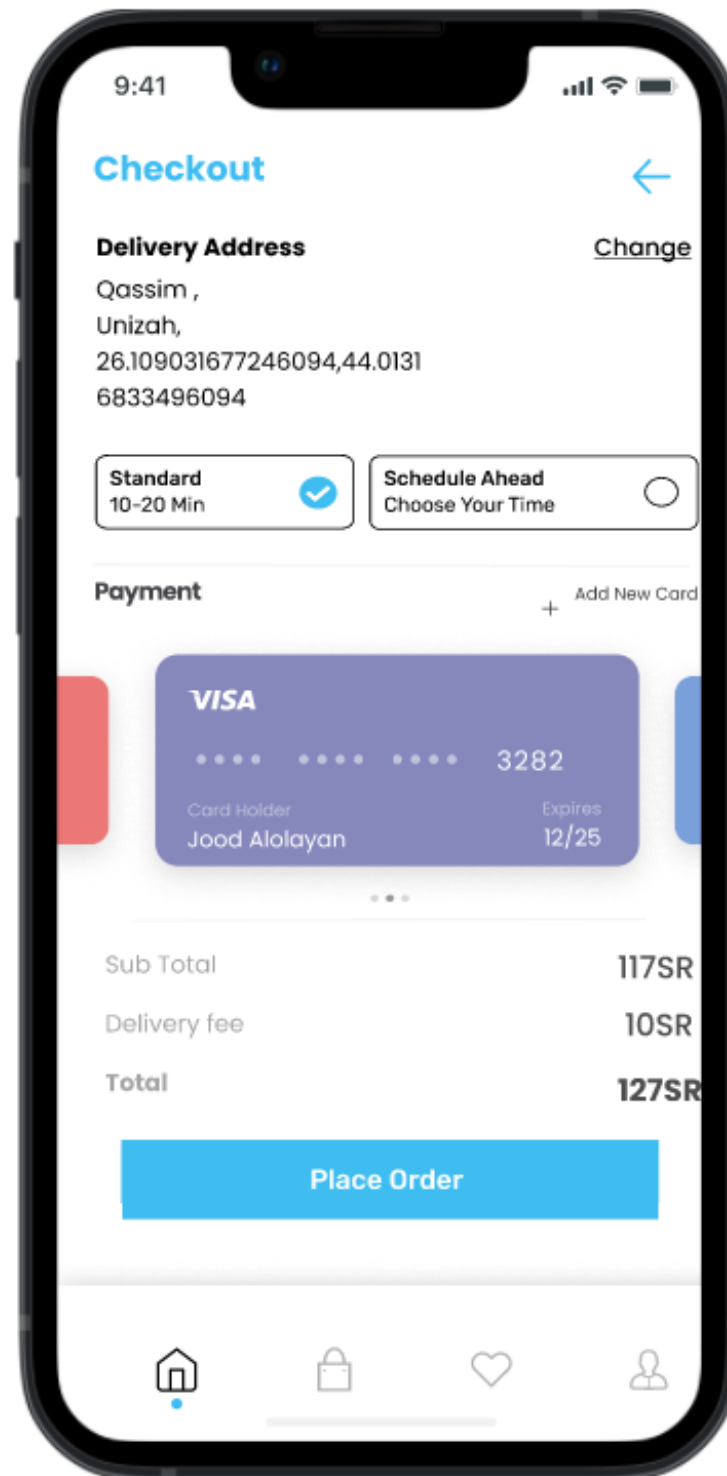 9:41
Checkout
Delivery Address Change
Qassim ,
Unizah,
26.109031677246094,44.0131
6833496094
Standard
10-20 Min
Schedule Ahead
Choose Your Time
Payment + Add New Card
VISA
•••• •••• •••• 3282
Card Holder Expires
Jood Alolayan 12/25
Sub Total 117SR
Delivery fee 10SR
Total 127SR
Place Order